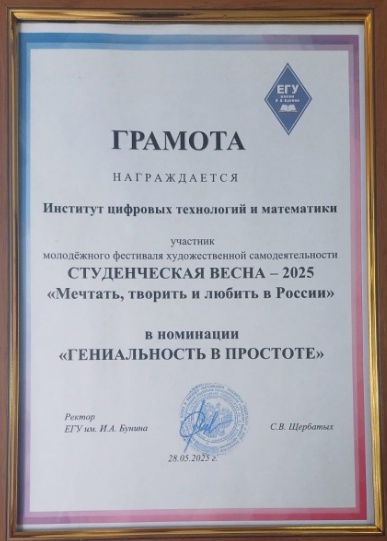 ЕГУ
ГРАМОТА
НАГРАЖДАЕТСЯ
Институт цифровых технологий и математики
участник
молодёжного фестиваля художественной самодеятельности
СТУДЕНЧЕСКАЯ ВЕСНА – 2025
«Мечтать, творить и любить в России»
в номинации
«ГЕНИАЛЬНОСТЬ В ПРОСТОТЕ»
Ректор
ЕГУ им. И.А. Бунина
С.В. Щербатых
28.05.2025 г.